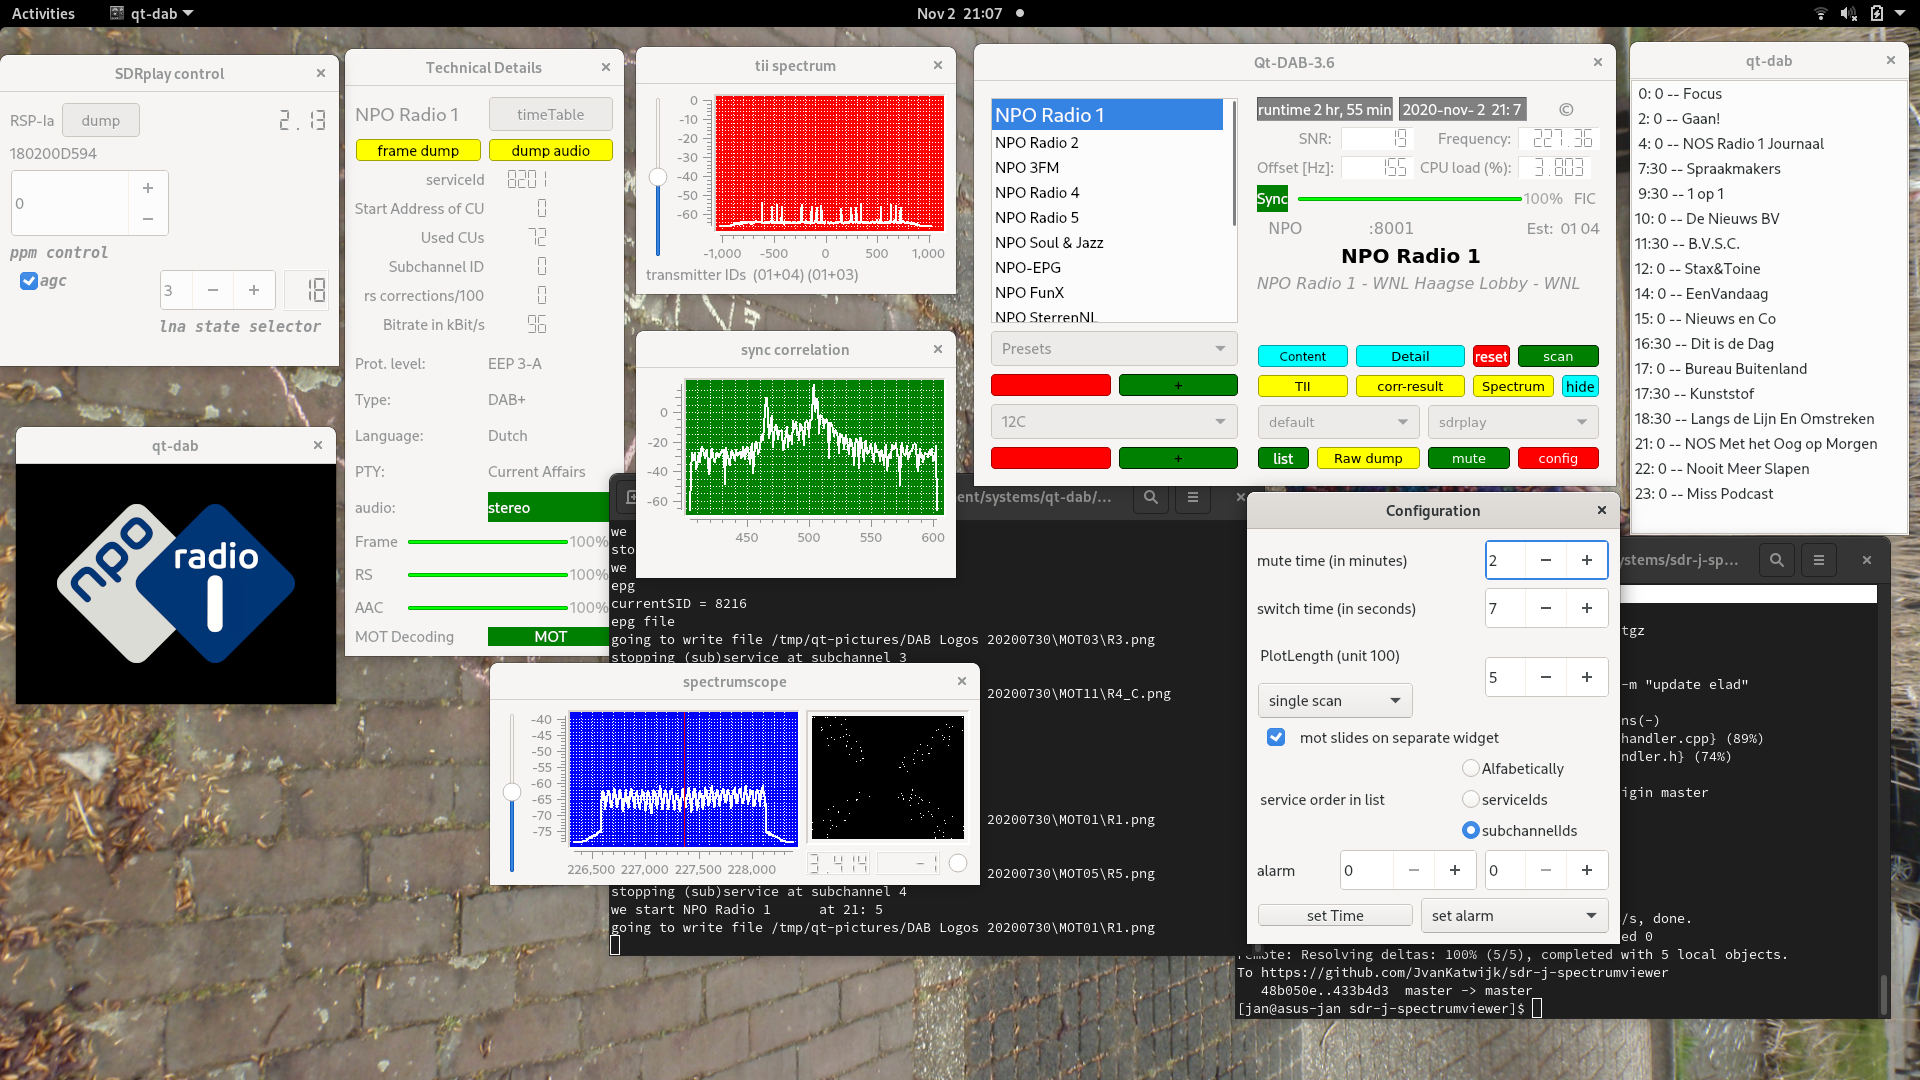 Activities
qt-dab
Nov 2 21:07
SDRplay control
RSP-Ia
dump
2.13
180200D594
0
ppm control
agc
3
18
lna state selector
qt-dab
npo
radio
1
Technical Details
NPO Radio 1
timeTable
frame dump
dump audio
serviceId
8201
Start Address of CU
0
Used CUs
72
Subchannel ID
0
rs corrections/100
0
Bitrate in kBit/s
96
Prot. level:
EEP 3-A
Type:
DAB+
Language:
Dutch
PTY:
Current Affairs
audio:
stereo
Frame
100%
RS
100%
AAC
100%
MOT Decoding
MOT
tii spectrum
0
-10
-20
-30
-40
-50
-60
-1,000
-500
0
500
1,000
transmitter IDs (01+04) (01+03)
sync correlation
0
-20
-40
-60
450
500
550
600
Qt-DAB-3.6
NPO Radio 1
NPO Radio 2
NPO 3FM
NPO Radio 4
NPO Radio 5
NPO Soul & Jazz
NPO-EPG
NPO FunX
NPO SterrenNL
Presets
+
12C
+
runtime 2 hr, 55 min
2020-nov- 2 21: 7
©
SNR:
19
Frequency:
227.36
Offset [Hz]:
155
CPU load (%):
3.803
Sync
100%
FIC
NPO
:8001
Est: 01 04
NPO Radio 1
NPO Radio 1 - WNL Haagse Lobby - WNL
Content
Detail
reset
scan
TII
corr-result
Spectrum
hide
default
sdrplay
list
Raw dump
mute
config
qt-dab
0: 0 -- Focus
2: 0 -- Gaan!
4: 0 -- NOS Radio 1 Journaal
7:30 -- Spraakmakers
9:30 -- 1 op 1
10: 0 -- De Nieuws BV
11:30 -- B.V.S.C.
12: 0 -- Stax&Toine
14: 0 -- EenVandaag
15: 0 -- Nieuws en Co
16:30 -- Dit is de Dag
17: 0 -- Bureau Buitenland
17:30 -- Kunststof
18:30 -- Langs de Lijn En Omstreken
21: 0 -- NOS Met het Oog op Morgen
22: 0 -- Nooit Meer Slapen
23: 0 -- Miss Podcast
ent/systems/qt-dab/...
we
sto
we
epg
currentSID = 8216
epg file
going to write file /tmp/qt-pictures/DAB Logos 20200730\MOT03\R3.png
stopping (sub)service at subchannel 3
20200730\MOT11\R4_C.png
20200730\MOT01\R1.png
20200730\MOT05\R5.png
stopping (sub)service at subchannel 4
we start NPO Radio 1 at 21: 5
going to write file /tmp/qt-pictures/DAB Logos 20200730\MOT01\R1.png
spectrumscope
-40
-45
-50
-55
-60
-65
-70
-75
226,500
227,000
227,500
228,000
3.414
-1
Configuration
mute time (in minutes)
2
switch time (in seconds)
7
PlotLength (unit 100)
5
single scan
mot slides on separate widget
Alfabetically
service order in list
serviceIds
subchannelIds
alarm
0
0
set Time
set alarm
ystems/sdr-j-sp...
tgz
-m "update elad"
ns(-)
handler.cpp} (89%)
ndler.h} (74%)
igin master
/s, done.
ed 0
remote: Resolving deltas: 100% (5/5), completed with 5 local objects.
To https://github.com/JvanKatwijk/sdr-j-spectrumviewer
48b050e..433b4d3 master -> master
[jan@asus-jan sdr-j-spectrumviewer]$